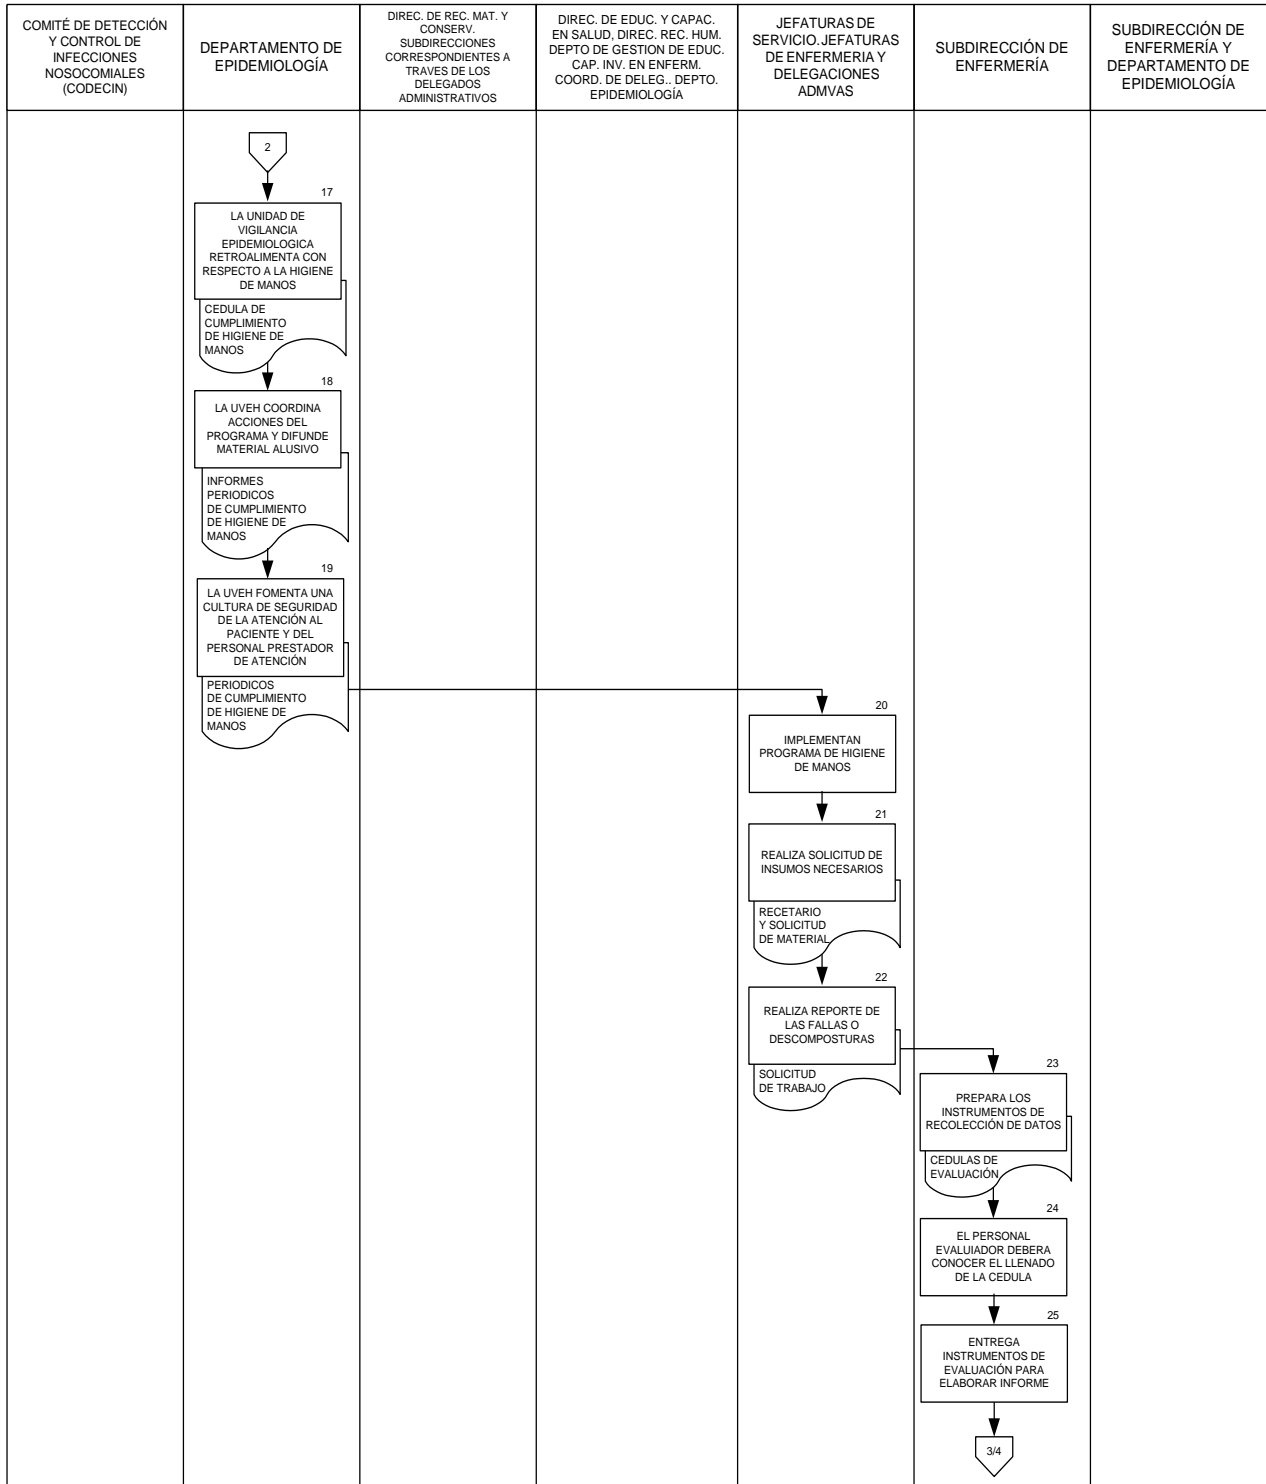 COMITÉ DE DETECCIÓN
Y CONTROL DE
INFECCIONES
NOSOCOMIALES
(CODECIN)
DEPARTAMENTO DE
EPIDEMIOLOGÍA
DIREC. DE REC. MAT. Y
CONSERV.
SUBDIRECCIONES
CORRESPONDIENTES A
TRAVES DE LOS
DELEGADOS
ADMINISTRATIVOS
DIREC. DE EDUC. Y CAPAC.
EN SALUD, DIREC. REC. HUM.
DEPTO DE GESTION DE EDUC.
CAP. INV. EN ENFERM.
COORD. DE DELEG.. DEPTO.
EPIDEMIOLOGÍA
JEFATURAS DE
SERVICIO.JEFATURAS
DE ENFERMERIA Y
DELEGACIONES
ADMVAS
SUBDIRECCIÓN DE
ENFERMERÍA
SUBDIRECCIÓN DE
ENFERMERÍA Y
DEPARTAMENTO DE
EPIDEMIOLOGÍA
2
17
LA UNIDAD DE
VIGILANCIA
EPIDEMIOLOGICA
RETROALIMENTA CON
RESPECTO A LA HIGIENE
DE MANOS
CEDULA DE
CUMPLIMIENTO
DE HIGIENE DE
MANOS
18
LA UVEH COORDINA
ACCIONES DEL
PROGRAMA Y DIFUNDE
MATERIAL ALUSIVO
INFORMES
PERIODICOS
DE CUMPLIMIENTO
DE HIGIENE DE
MANOS
19
LA UVEH FOMENTA UNA
CULTURA DE SEGURIDAD
DE LA ATENCIÓN AL
PACIENTE Y DEL
PERSONAL PRESTADOR
DE ATENCIÓN
PERIODICOS
DE CUMPLIMIENTO
DE HIGIENE DE
MANOS
20
IMPLEMENTAN
PROGRAMA DE HIGIENE
DE MANOS
21
REALIZA SOLICITUD DE
INSUMOS NECESARIOS
RECETARIO
Y SOLICITUD
DE MATERIAL
22
REALIZA REPORTE DE
LAS FALLAS O
DESCOMPOSTURAS
SOLICITUD
DE TRABAJO
23
PREPARA LOS
INSTRUMENTOS DE
RECOLECCIÓN DE DATOS
CEDULAS DE
EVALUACIÓN
24
EL PERSONAL
EVALUIADOR DEBERA
CONOCER EL LLENADO
DE LA CEDULA
25
ENTREGA
INSTRUMENTOS DE
EVALUACIÓN PARA
ELABORAR INFORME
3/4